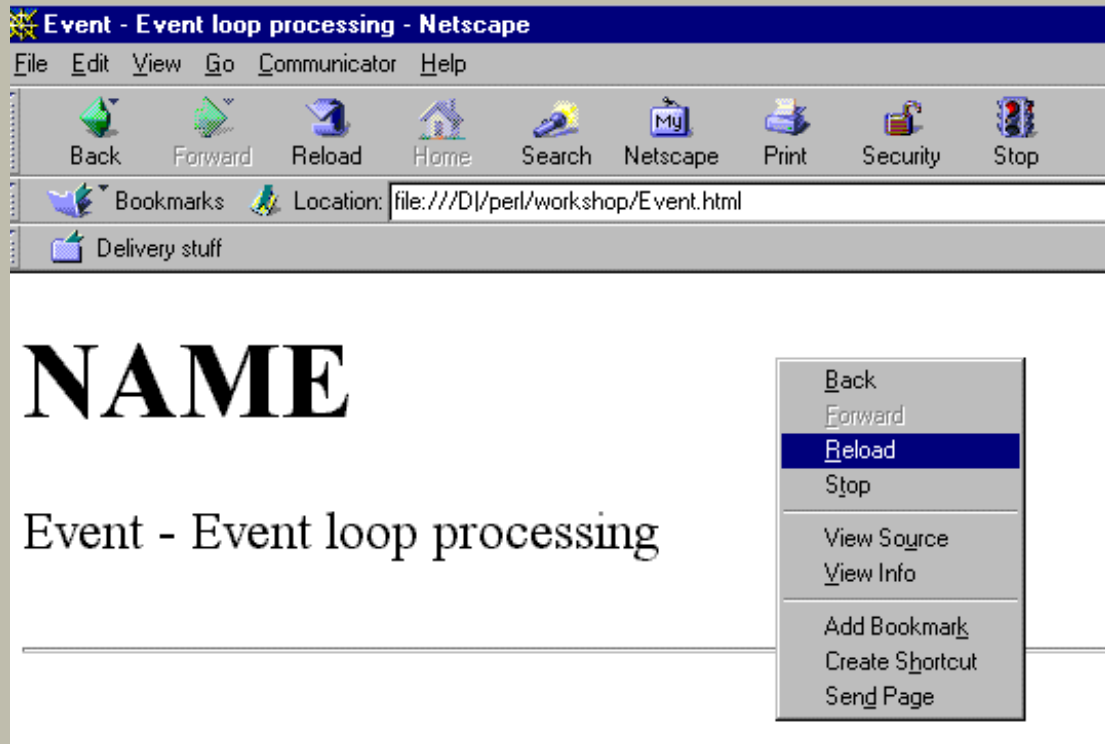 Event - Event loop processing - Netscape
File Edit View Go Communicator Help
Back Forward Reload Home Search My Netscape Print Security Stop
Bookmarks Location: file:///D|/perl/workshop/Event.html
Delivery stuff
NAME
Event - Event loop processing
Back
Forward
Reload
Stop
View Source
View Info
Add Bookmark
Create Shortcut
Send Page